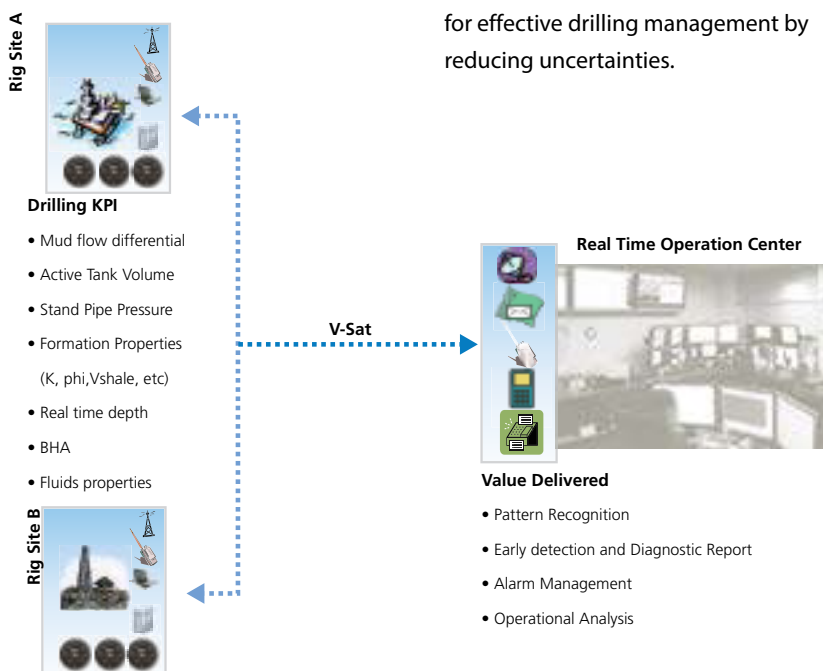 for effective drilling management by
reducing uncertainties.
Rig Site A
Drilling KPI
• Mud flow differential
• Active Tank Volume
• Stand Pipe Pressure
• Formation Properties
(K, phi,Vshale, etc)
• Real time depth
• BHA
• Fluids properties
Rig Site B
V-Sat
Real Time Operation Center
Value Delivered
• Pattern Recognition
• Early detection and Diagnostic Report
• Alarm Management
• Operational Analysis